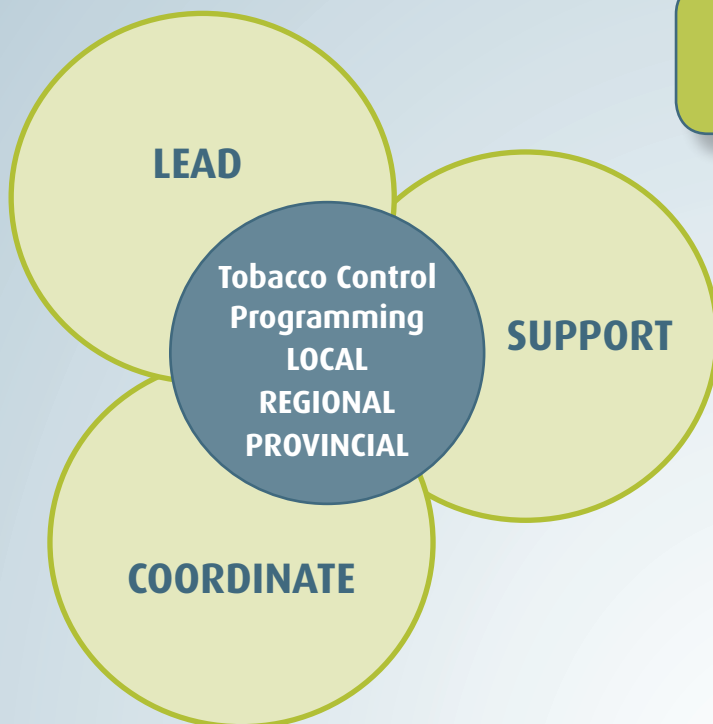 LEAD
Tobacco Control
Programming
LOCAL
REGIONAL
PROVINCIAL
SUPPORT
COORDINATE